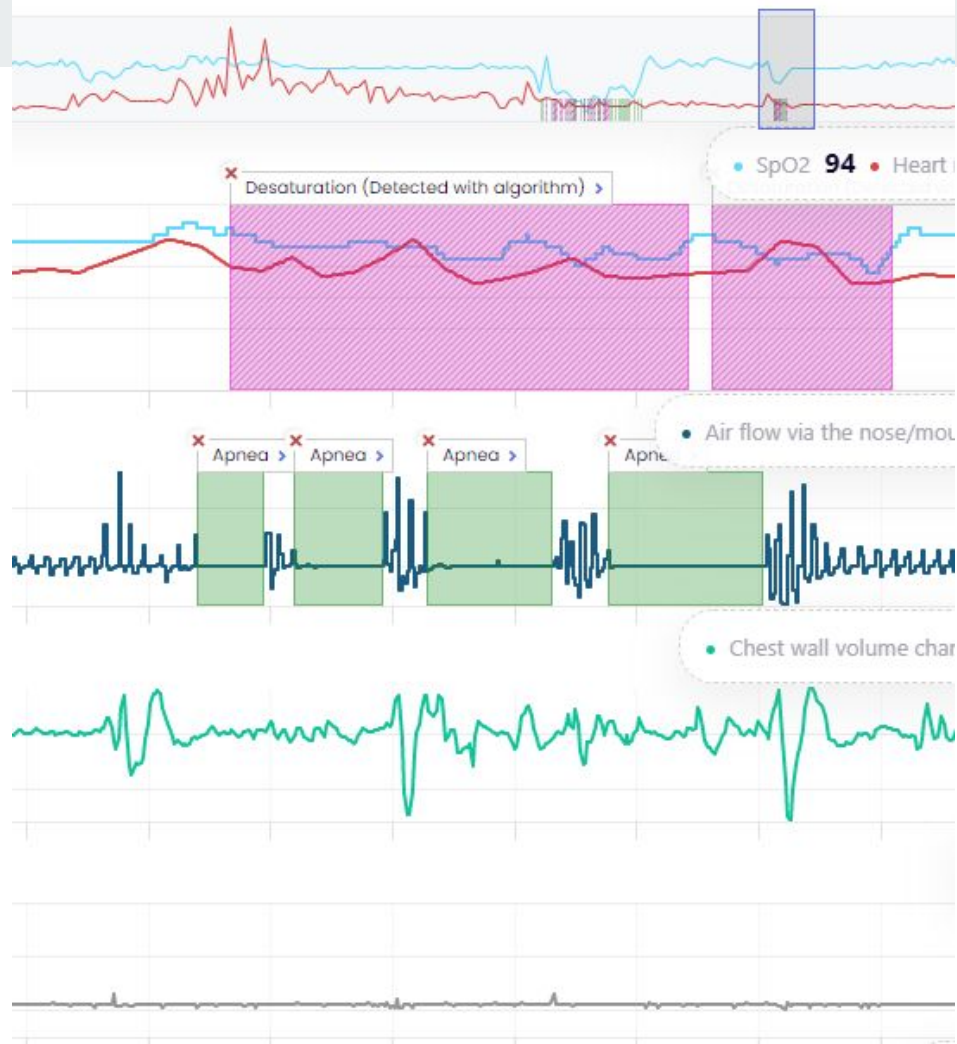 SpO2 94 Heart
Desaturation (Detected with algorithm) >
Air flow via the nose/mou
Apnea > Apnea > Apnea > Apne
Chest wall volume char